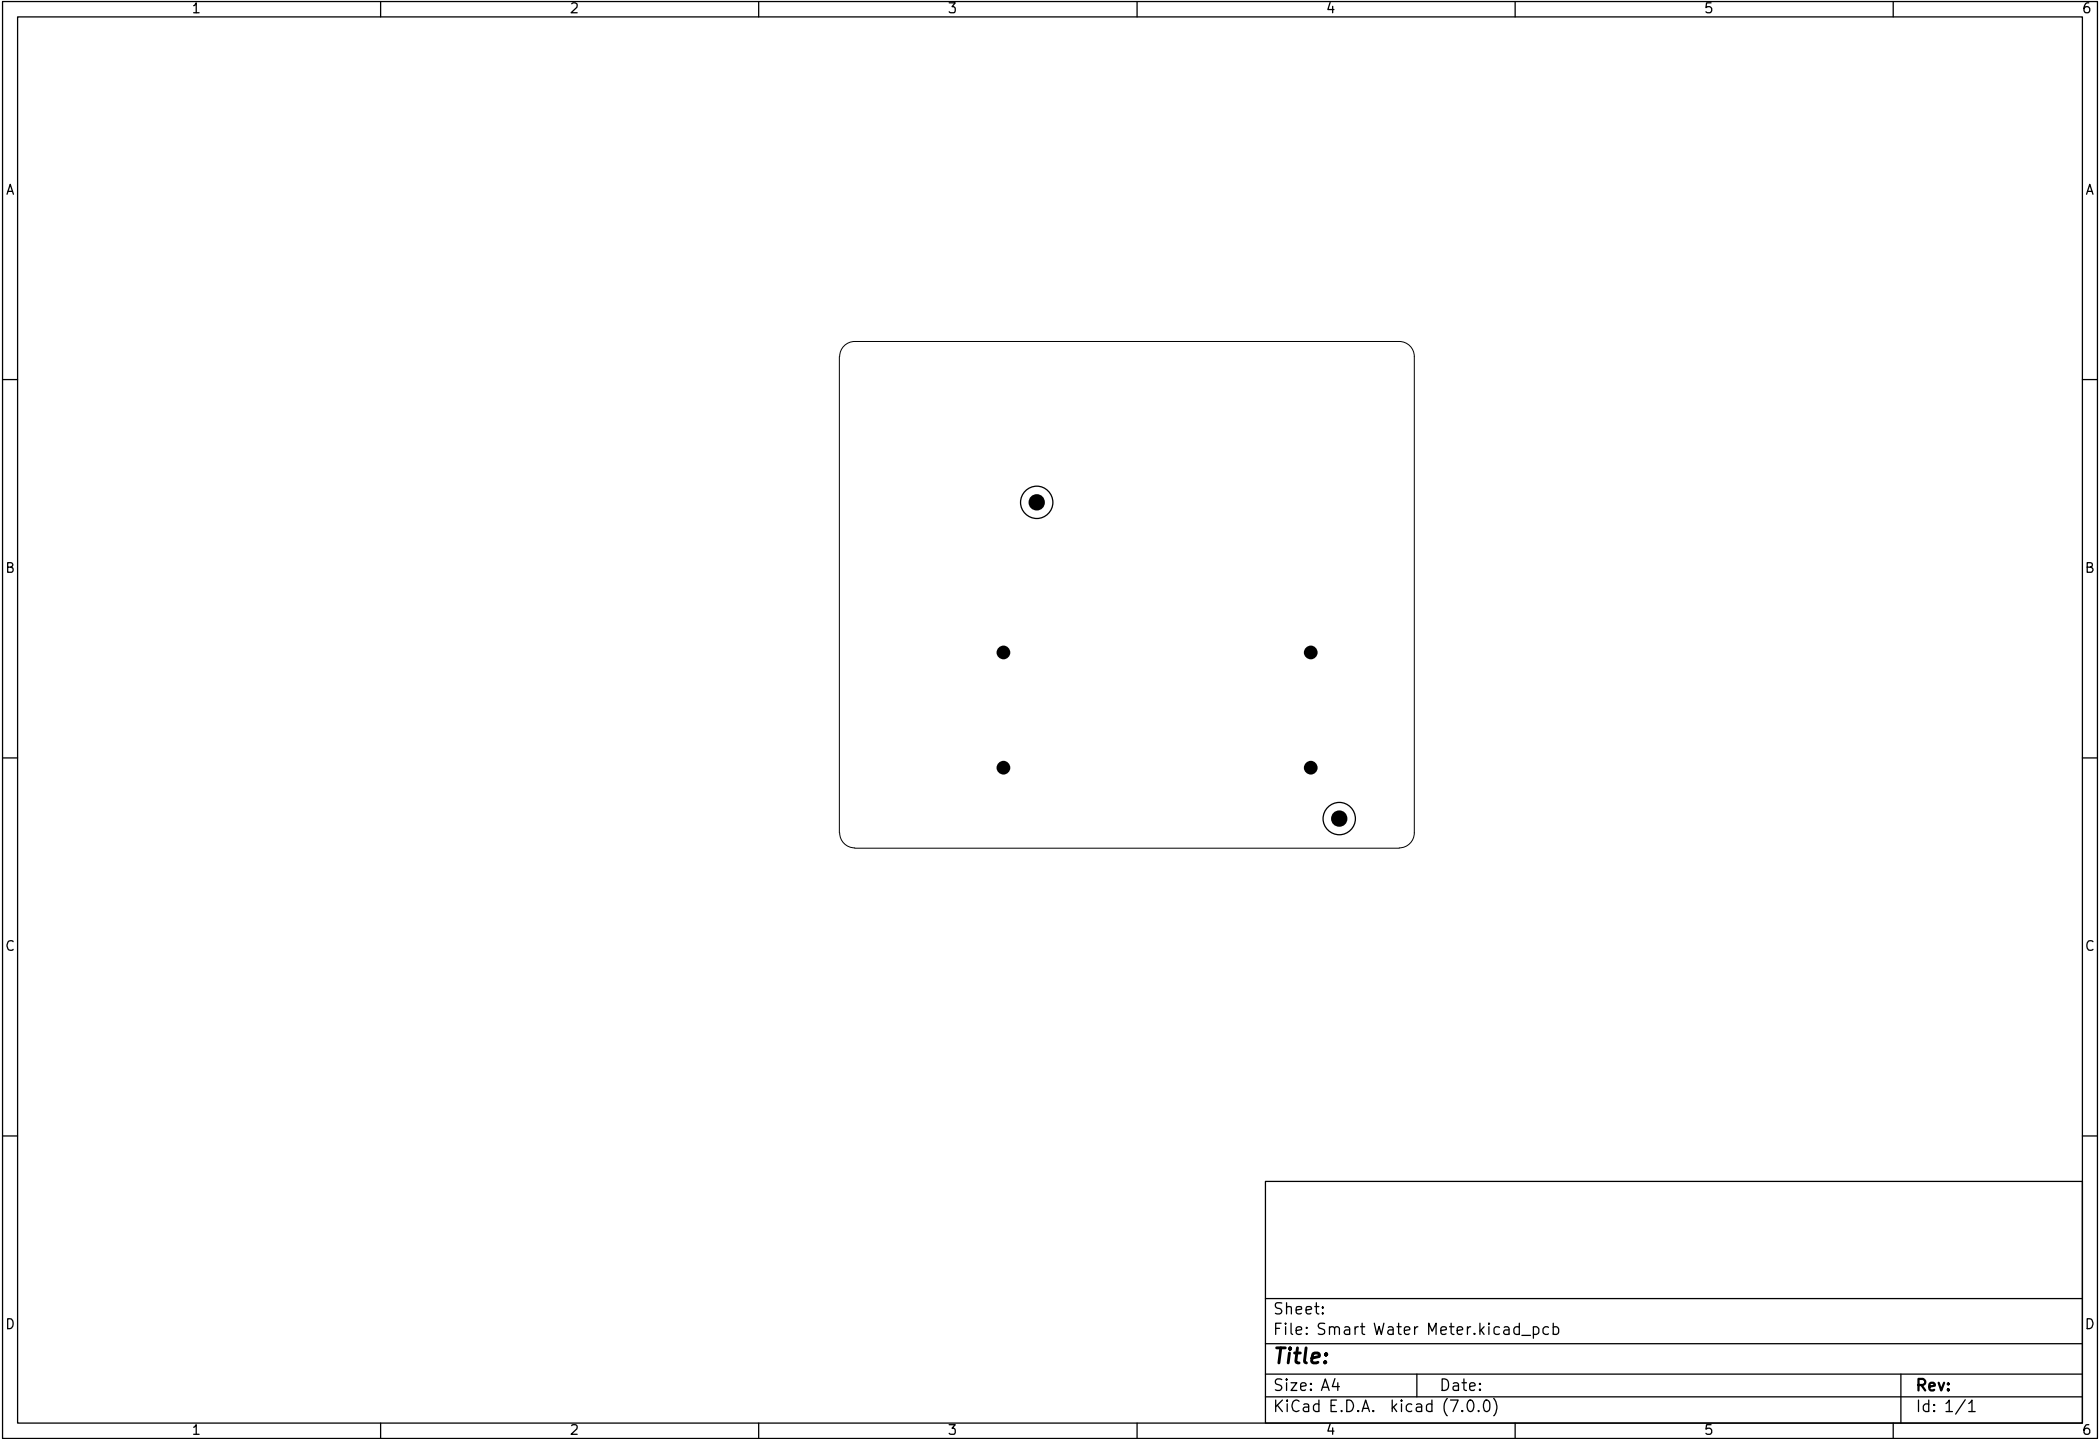 1 2 3 4 5 6
A A
B B
C C
D D
Sheet:
File: Smart Water Meter.kicad_pcb
Title:
Size: A4 Date: Rev:
KiCad E.D.A. kicad (7.0.0) Id: 1/1
1 2 3 4 5 6